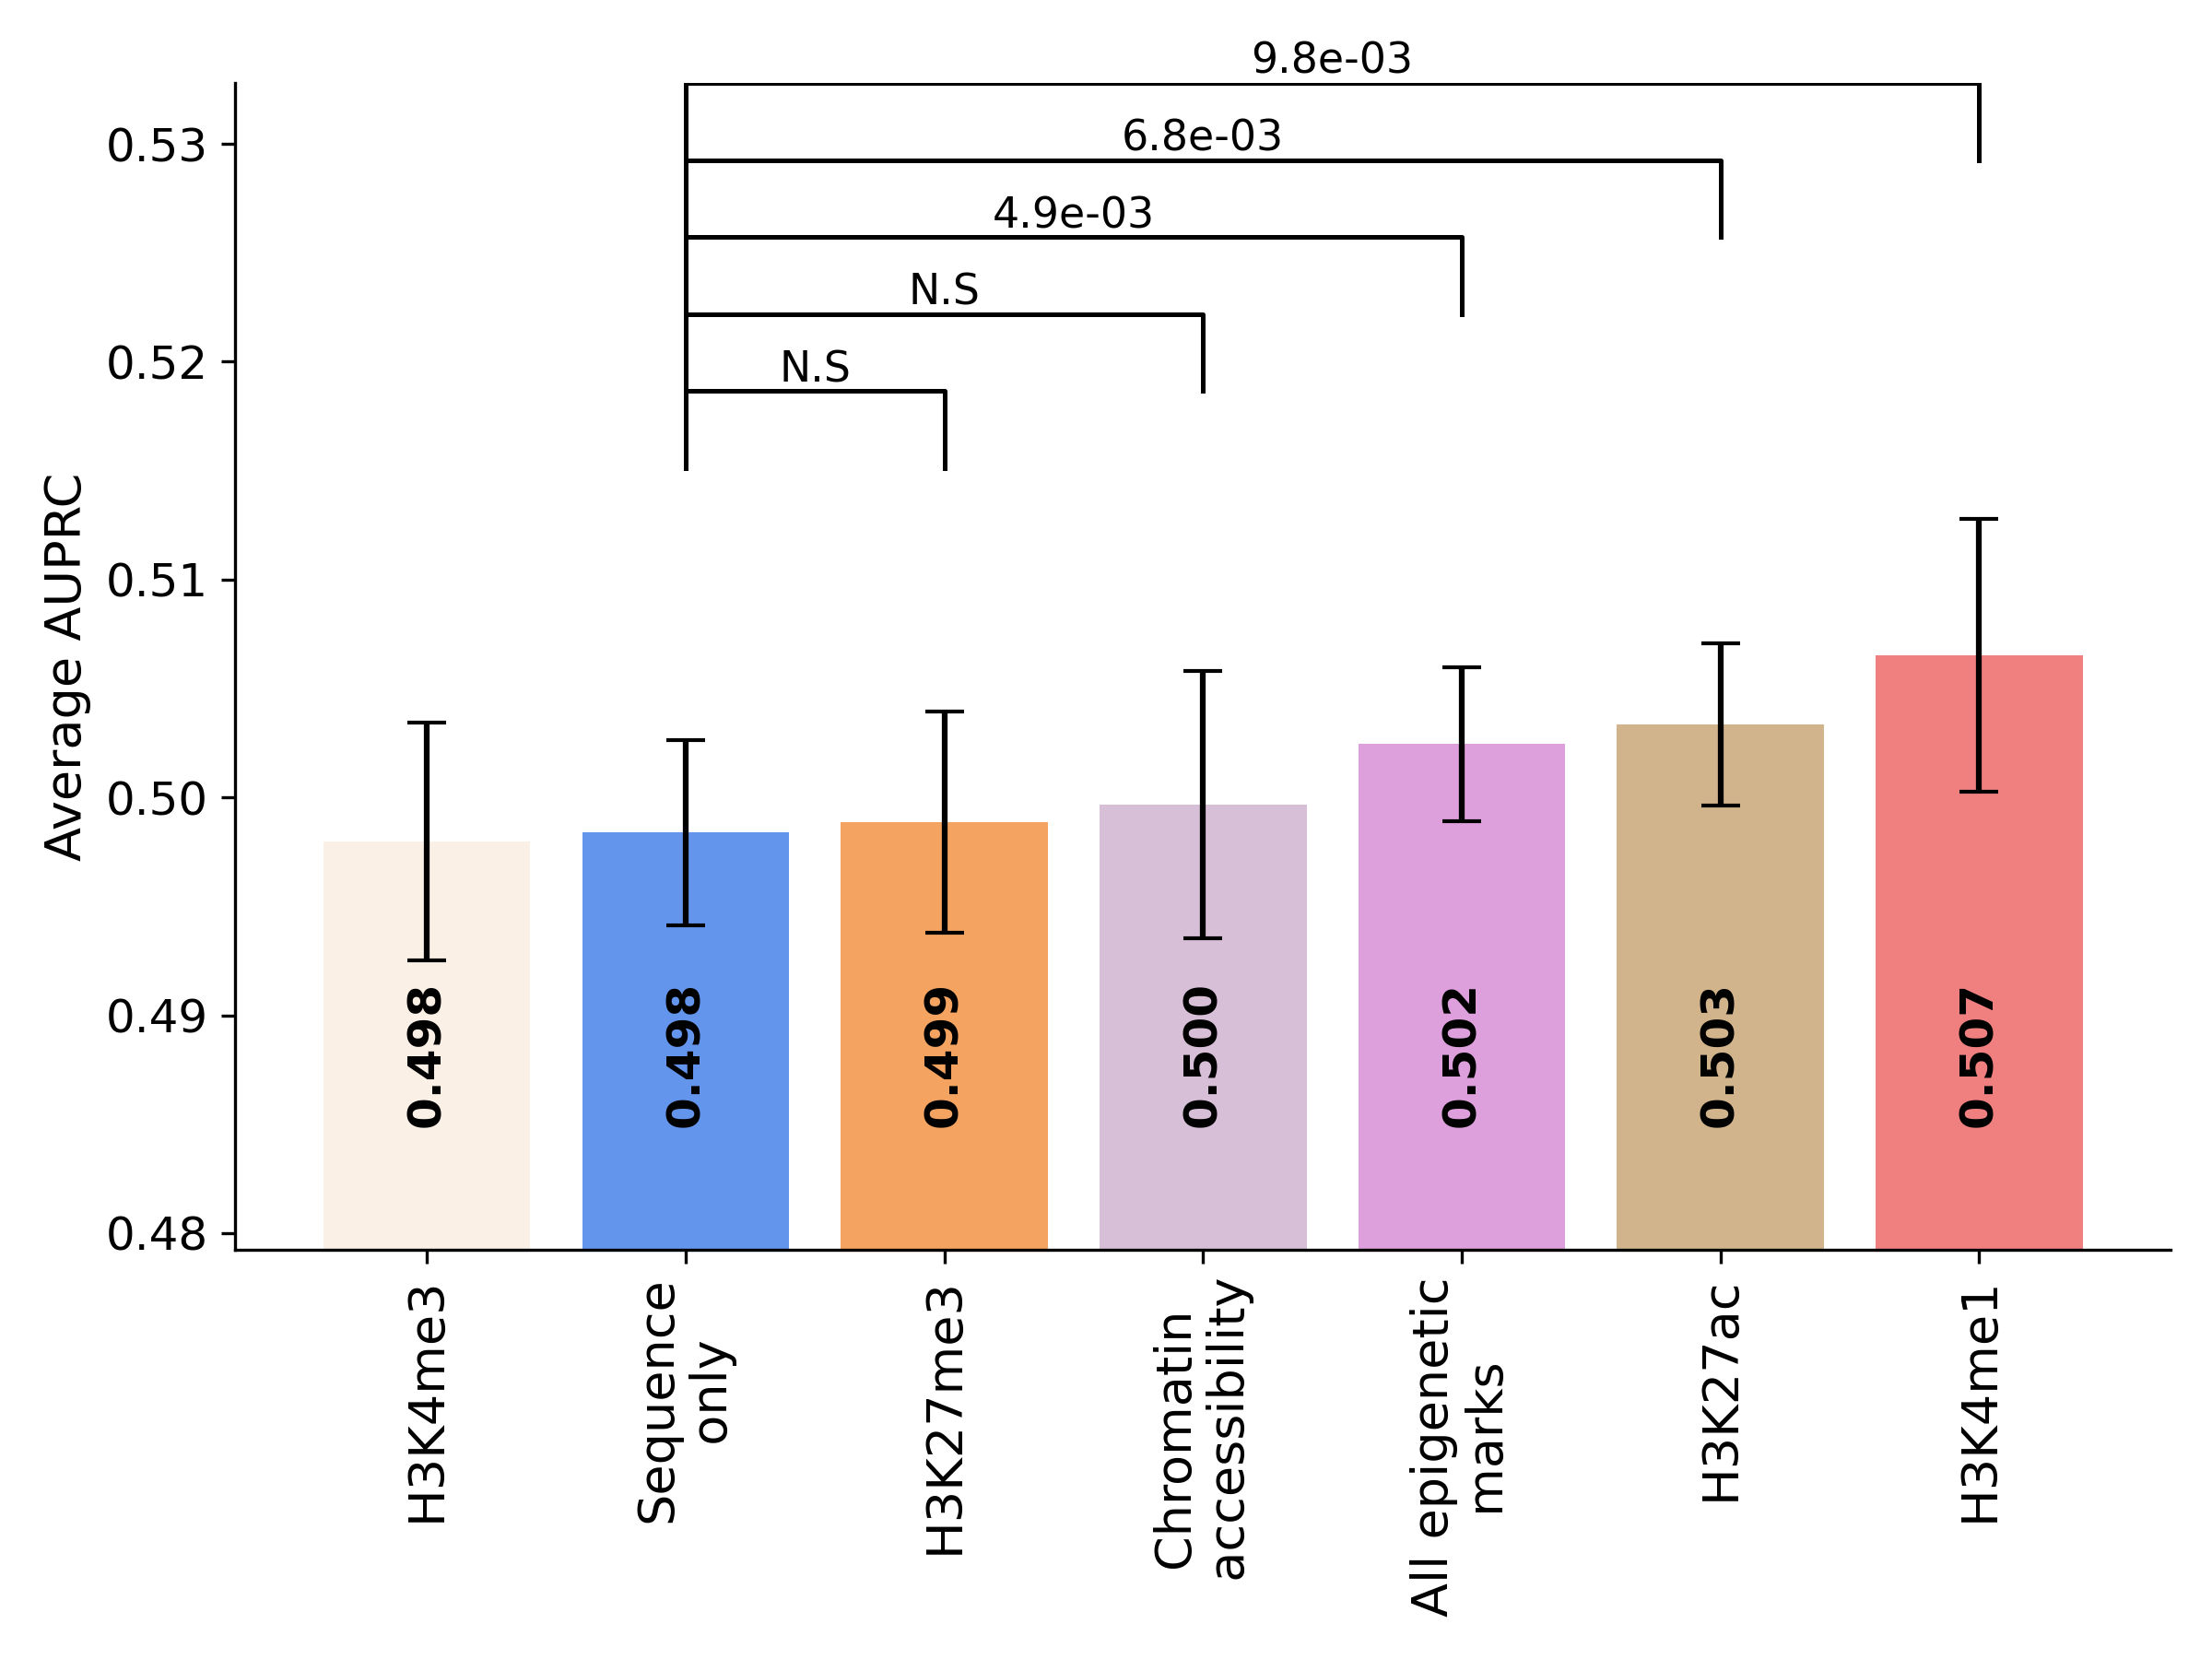 9.8e-03
6.8e-03
4.9e-03
N.S
N.S
Average AUPRC
0.53
0.52
0.51
0.50
0.49
0.48
0.498
0.498
0.499
0.500
0.502
0.503
0.507
H3K4me3
Sequence
only
H3K27me3
Chromatin
accessibility
All epigenetic
marks
H3K27ac
H3K4me1